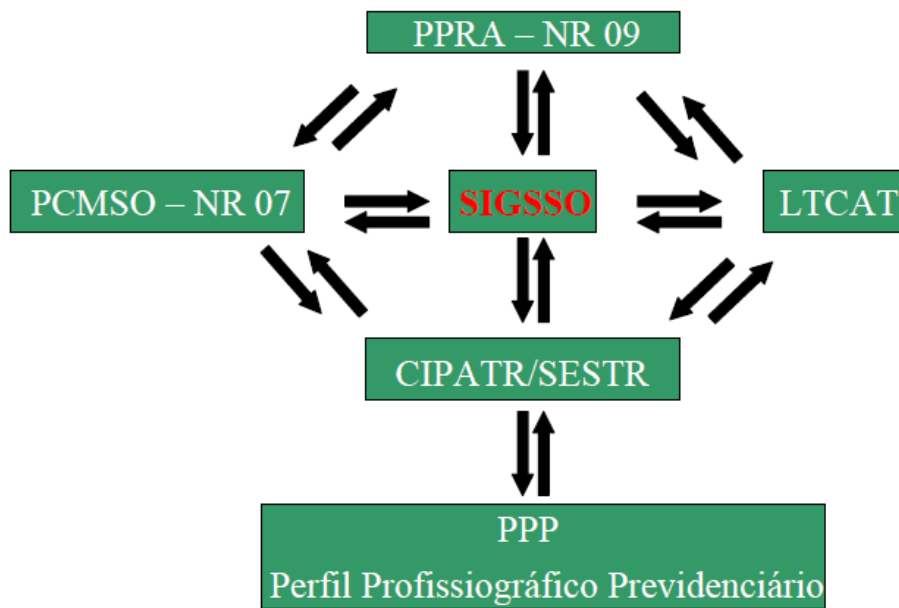 PPRA – NR 09
PCMSO – NR 07
SIGSSO
LTCAT
CIPATR/SESTR
PPP
Perfil Profissiográfico Previdenciário